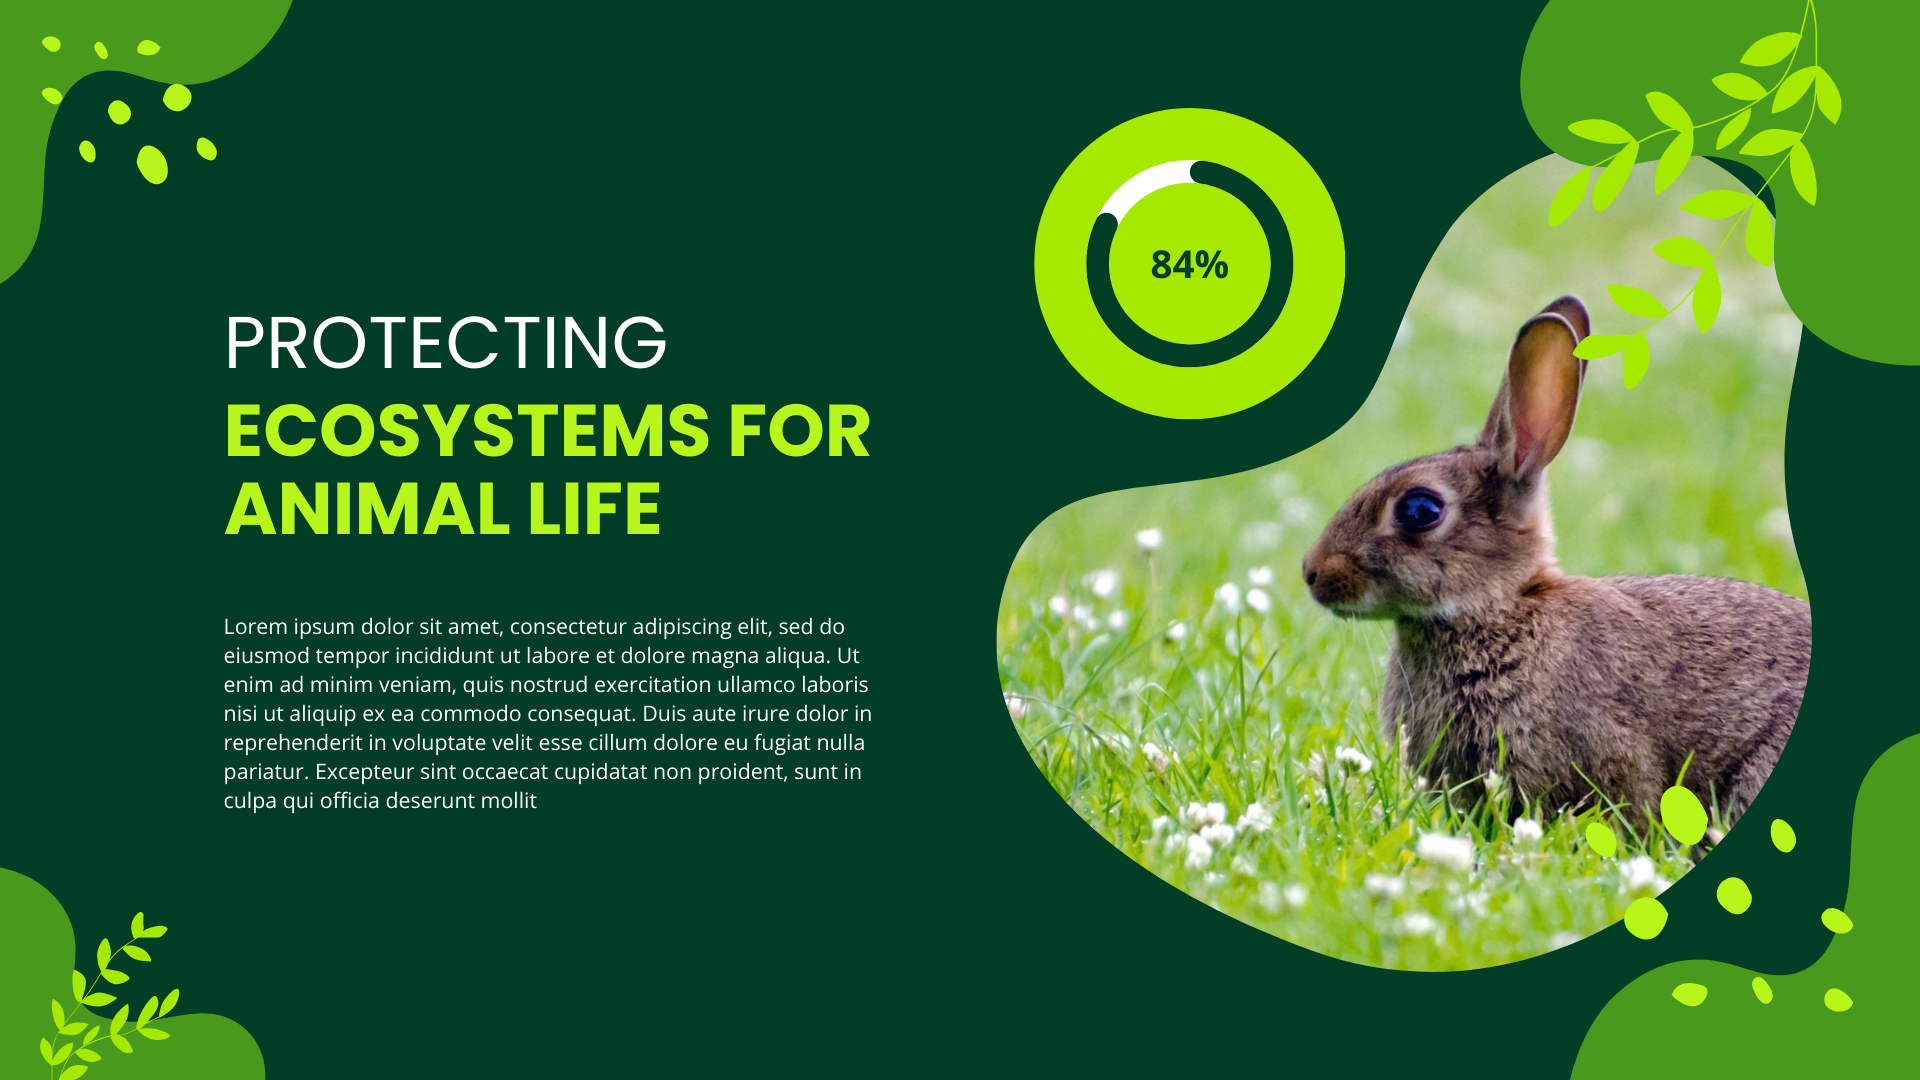 PROTECTING
ECOSYSTEMS FOR
ANIMAL LIFE
84%
Lorem ipsum dolor sit amet, consectetur adipiscing elit, sed do
eiusmod tempor incididunt ut labore et dolore magna aliqua. Ut
enim ad minim veniam, quis nostrud exercitation ullamco laboris
nisi ut aliquip ex ea commodo consequat. Duis aute irure dolor in
reprehenderit in voluptate velit esse cillum dolore eu fugiat nulla
pariatur. Excepteur sint occaecat cupidatat non proident, sunt in
culpa qui officia deserunt mollit